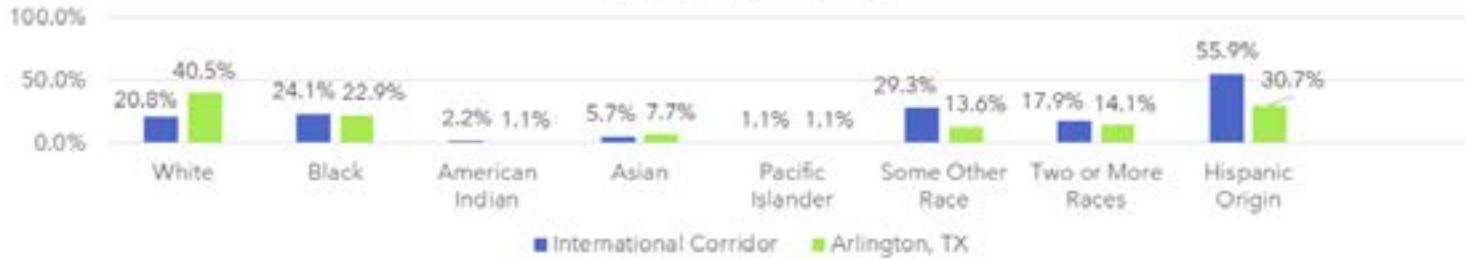 100.0%
50.0%
0.0%
20.8% 40.5%
24.1% 22.9%
2.2% 1.1%
5.7% 7.7%
1.1% 1.1%
29.3% 13.6%
17.9% 14.1%
55.9% 30.7%
White
Black
American
Indian
Asian
Pacific
Islander
Some Other
Race
Two or More
Races
Hispanic
Origin
International Corridor
Arlington, TX